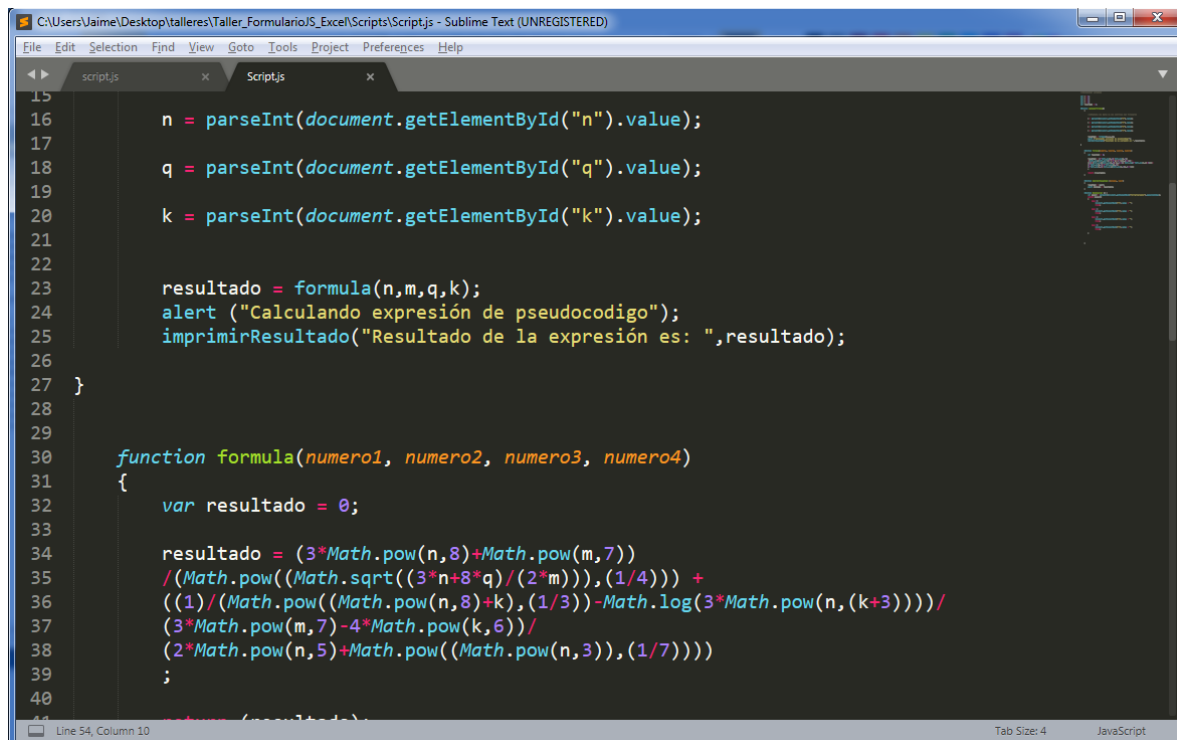 C:\Users\Jaime\Desktop\talleres\Taller_FormularioJS_Excel\Scripts\Script.js - Sublime Text (UNREGISTERED)
File Edit Selection Find View Goto Tools Project Preferences Help
script.js × Script.js ×
15
16 n = parseInt(document.getElementById("n").value);
17
18 q = parseInt(document.getElementById("q").value);
19
20 k = parseInt(document.getElementById("k").value);
21
22
23 resultado = formula(n,m,q,k);
24 alert ("Calculando expresión de pseudocodigo");
25 imprimirResultado("Resultado de la expresión es: ",resultado);
26
27 }
28
29
30 function formula(numero1, numero2, numero3, numero4)
31 {
32 var resultado = 0;
33
34 resultado = (3*Math.pow(n,8)+Math.pow(m,7))
35 /(Math.pow((Math.sqrt((3*n+8*q)/(2*m))),(1/4))) +
36 ((1)/(Math.pow((Math.pow(n,8)+k),(1/3))-Math.log(3*Math.pow(n,(k+3))))/
37 (3*Math.pow(m,7)-4*Math.pow(k,6))/
38 (2*Math.pow(n,5)+Math.pow((Math.pow(n,3)),(1/7))))
39 ;
40
41 return (resultado);
Line 54, Column 10 Tab Size: 4 JavaScript